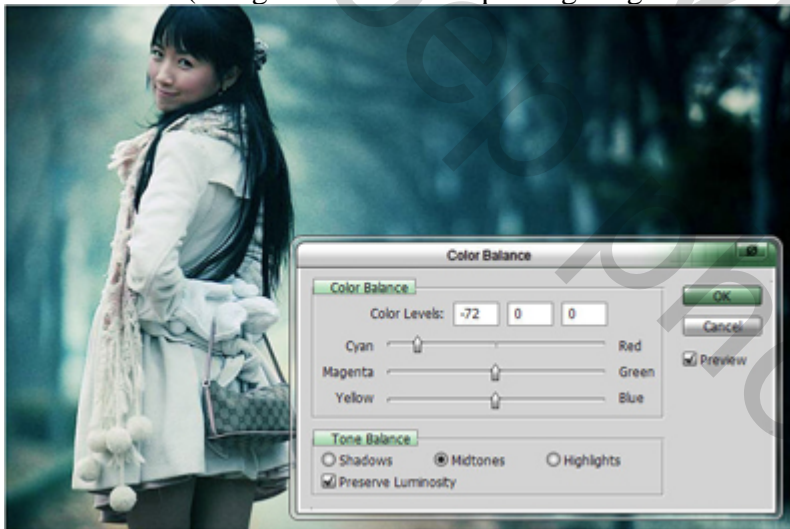 Color Balance
Color Balance
Color Levels: -72 0 0
Cyan Red
Magenta Green
Yellow Blue
Tone Balance
Shadows Midtones Highlights
Preserve Luminosity
OK
Cancel
Preview